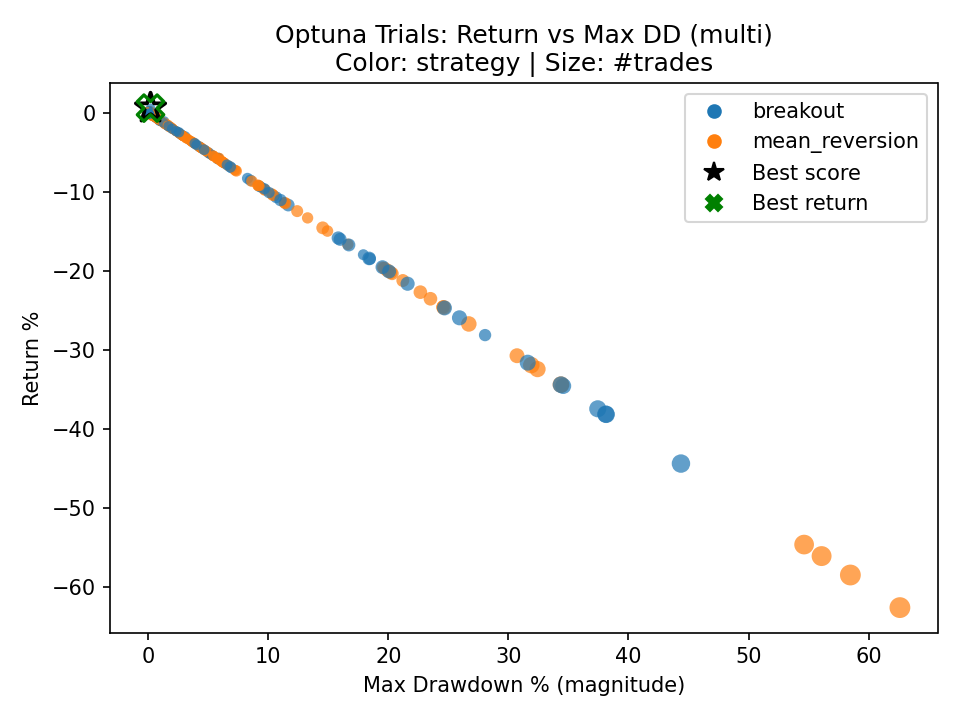 Optuna Trials: Return vs Max DD (multi)
Color: strategy | Size: #trades
breakout
mean_reversion
Best score
Best return
Return %
0
−10
−20
−30
−40
−50
−60
0 10 20 30 40 50 60
Max Drawdown % (magnitude)